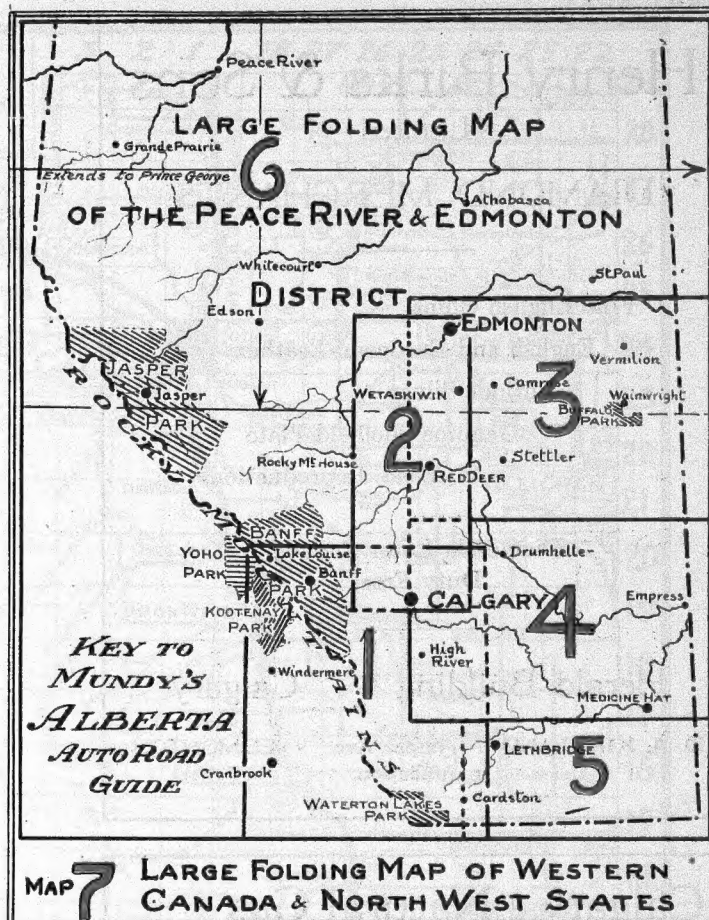 Peace River
LARGE FOLDING MAP
Grande Prairie
Extends to Prince George
6
Athabasca
OF THE PEACE RIVER & EDMONTON
Whitecourt
St Paul
DISTRICT
Edson
EDMONTON
3
Vermilion
JASPER
Jasper
PARK
WETASKIWIN
Camrose
Wainwright
BUFFALO
PARK
2
Rocky Mt House
RED DEER
Stettler
ROCKY MOUNTAINS
BANFF
YOHO
PARK
Lake Louise
Banff
PARK
Drumhelle-
KOOTENAY
PARK
CALGARY
4
Empress
1
High
River
KEY TO
MUNDY'S
ALBERTA
AUTO ROAD
GUIDE
Windermere
MEDICINE HAT
LETHBRIDGE
5
Cranbrook
WATERTON LAKES
PARK
Cardston
MAP 7 LARGE FOLDING MAP OF WESTERN
CANADA & NORTH WEST STATES